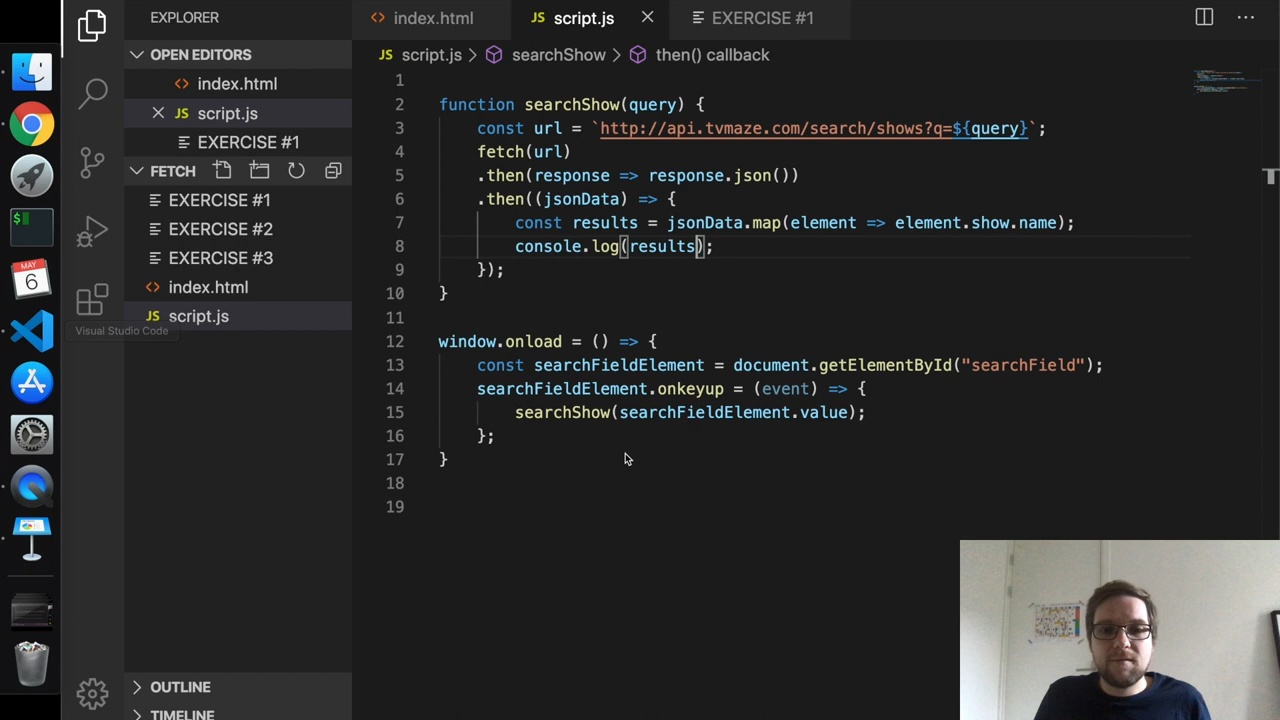 EXPLORER
OPEN EDITORS
index.html
JS script.js
EXERCISE #1
FETCH
EXERCISE #1
EXERCISE #2
EXERCISE #3
index.html
JS script.js
Visual Studio Code
OUTLINE
TIMELINE
MAY
6
$
index.html
JS script.js
EXERCISE #1
JS script.js > searchShow > then() callback
1
2 function searchShow(query) {
3 const url = `http://api.tvmaze.com/search/shows?q=${query}`;
4 fetch(url)
5 .then(response => response.json())
6 .then((jsonData) => {
7 const results = jsonData.map(element => element.show.name);
8 console.log(results);
9 });
10 }
11
12 window.onload = () => {
13 const searchFieldElement = document.getElementById("searchField");
14 searchFieldElement.onkeyup = (event) => {
15 searchShow(searchFieldElement.value);
16 };
17 }
18
19